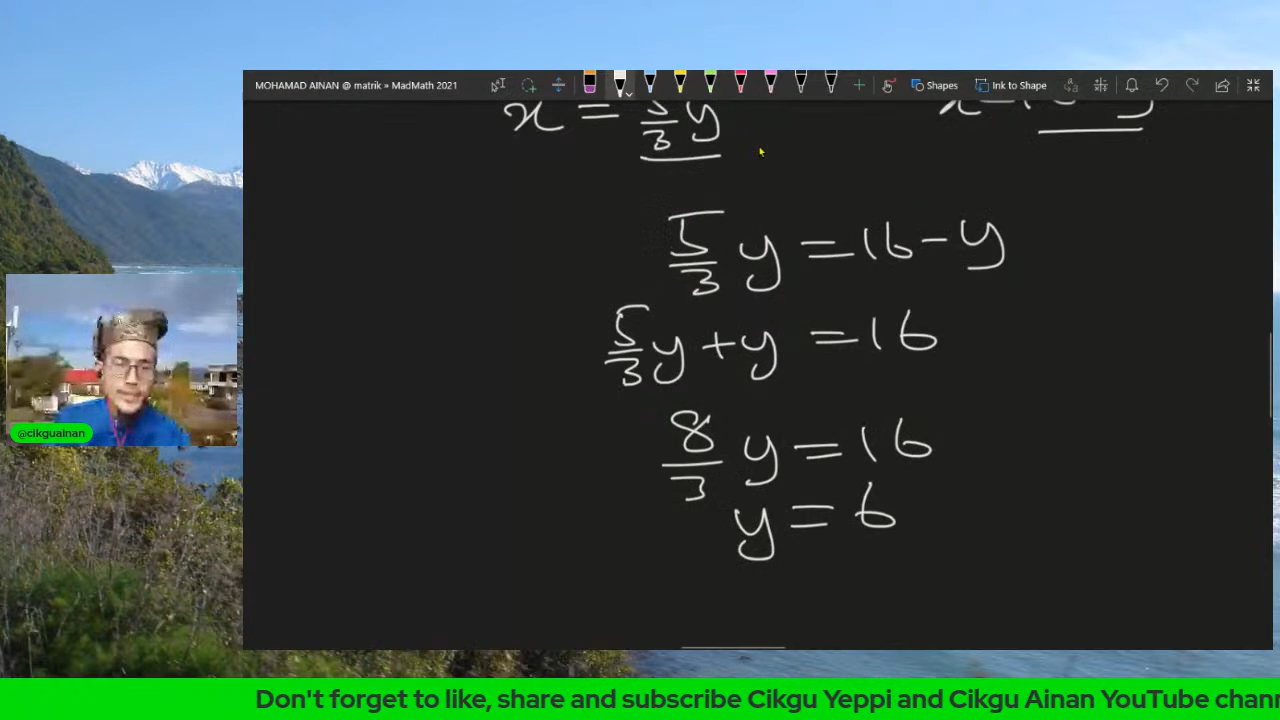 MOHAMAD AINAN @ matrik » MadMath 2021
Shapes
Ink to Shape
x = 5/3 y
5/3 y = 16 - y
5/3 y + y = 16
8/3 y = 16
y = 6
@cikguainan
Don't forget to like, share and subscribe Cikgu Yeppi and Cikgu Ainan YouTube chan